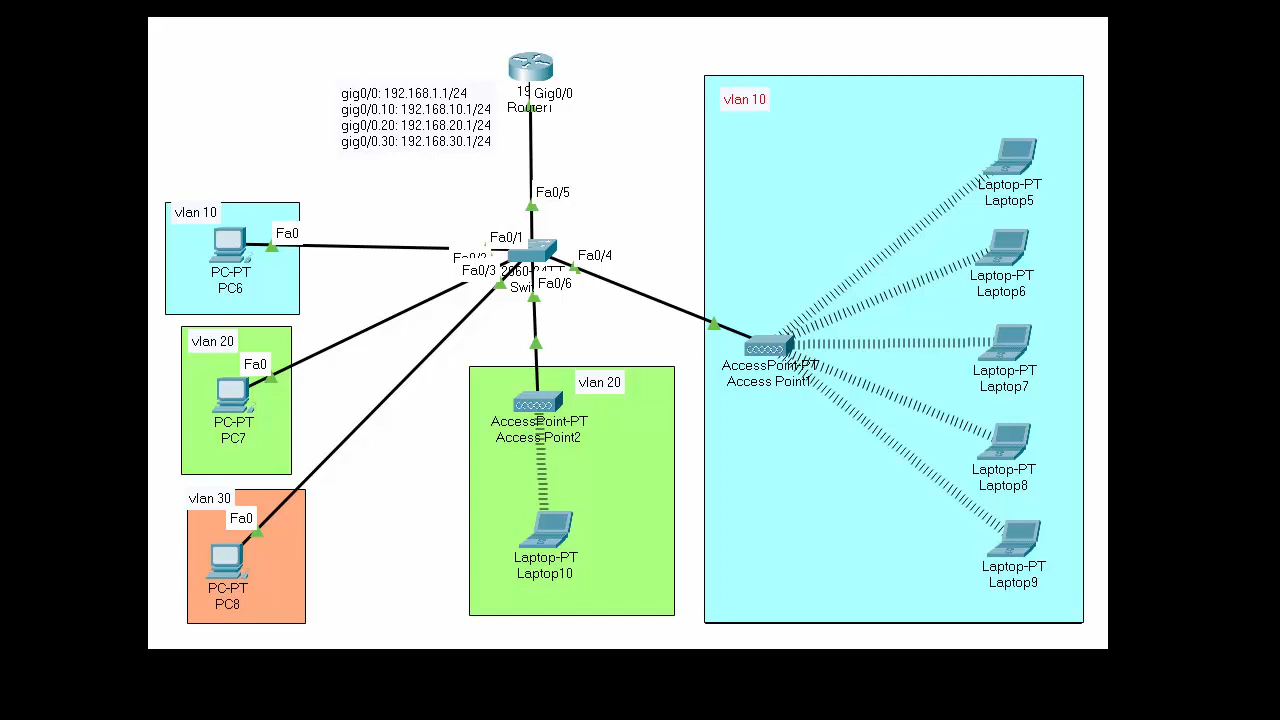 gig0/0: 192.168.1.1/24
gig0/0.10: 192.168.10.1/24
gig0/0.20: 192.168.20.1/24
gig0/0.30: 192.168.30.1/24
19 Gig0/0
Fa0/5
vlan 10
Laptop-PT
Laptop5
vlan 10
Fa0
PC-PT
PC6
Fa0/1
Fa0/3
Fa0/4
Fa0/6
Laptop-PT
Laptop6
vlan 20
Fa0
PC-PT
PC7
vlan 20
AccessPoint-PT
Access Point2
Laptop-PT
Laptop10
AccessPoint-PT
Access Point1
Laptop-PT
Laptop7
Laptop-PT
Laptop8
vlan 30
Fa0
PC-PT
PC8
Laptop-PT
Laptop9